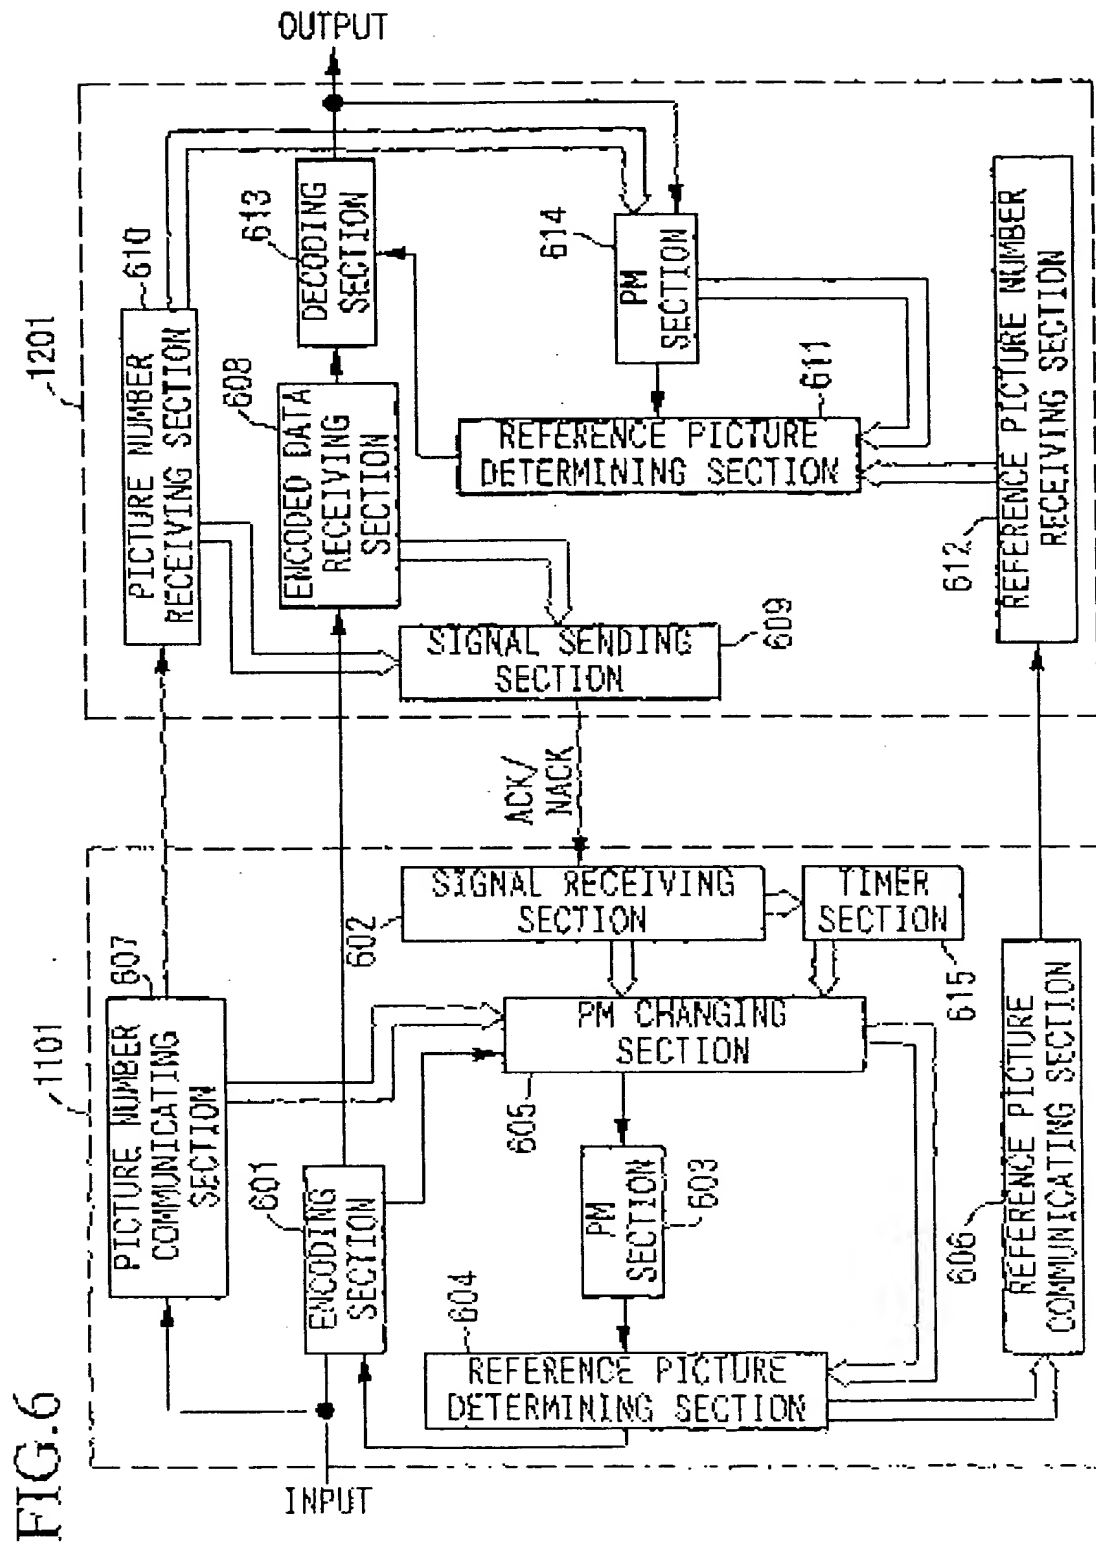 FIG.6
INPUT
1101
PICTURE NUMBER
COMMUNICATING
SECTION
607
ENCODING
SECTION
601
SIGNAL RECEIVING
SECTION
602
TIMER
SECTION
615
PM CHANGING
SECTION
605
PM
SECTION
603
REFERENCE PICTURE
DETERMINING SECTION
604
REFERENCE PICTURE
COMMUNICATING SECTION
606
ACK/
NACK
1201
PICTURE NUMBER
RECEIVING SECTION
610
ENCODED DATA
RECEIVING
SECTION
608
DECODING
SECTION
613
SIGNAL SENDING
SECTION
609
PM
SECTION
614
REFERENCE PICTURE
DETERMINING SECTION
611
REFERENCE PICTURE NUMBER
RECEIVING SECTION
612
OUTPUT